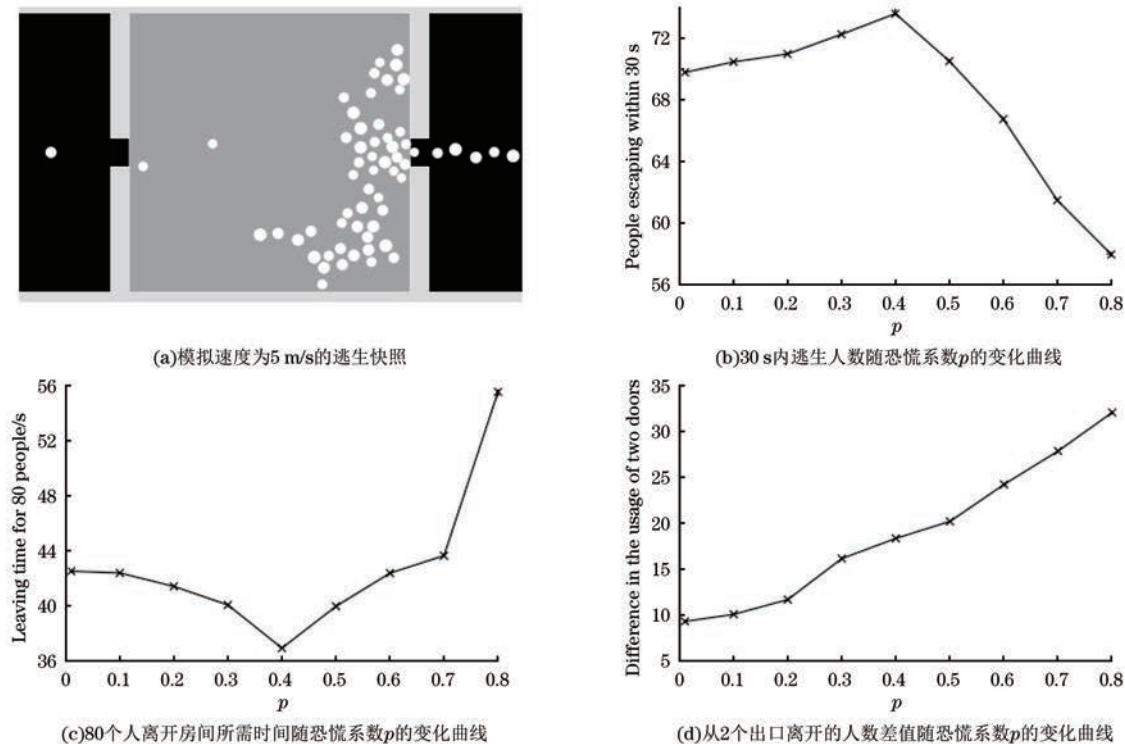 (a)模拟速度为5 m/s的逃生快照
People escaping within 30 s
72
68
64
60
56
0 0.1 0.2 0.3 0.4 0.5 0.6 0.7 0.8
p
(b)30 s内逃生人数随恐慌系数p的变化曲线
Leaving time for 80 people/s
56
52
48
44
40
36
0 0.1 0.2 0.3 0.4 0.5 0.6 0.7 0.8
p
(c)80个人离开房间所需时间随恐慌系数p的变化曲线
Difference in the usage of two doors
35
30
25
20
15
10
5
0 0.1 0.2 0.3 0.4 0.5 0.6 0.7 0.8
p
(d)从2个出口离开的人数差值随恐慌系数p的变化曲线